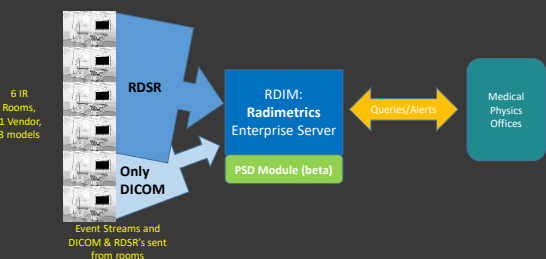 6 IR
Rooms,
1 Vendor,
3 models
RDSR
Only
DICOM
Event Streams and
DICOM & RDSR's sent
from rooms
RDIM:
Radimetrics
Enterprise Server
PSD Module (beta)
Queries/Alerts
Medical
Physics
Offices